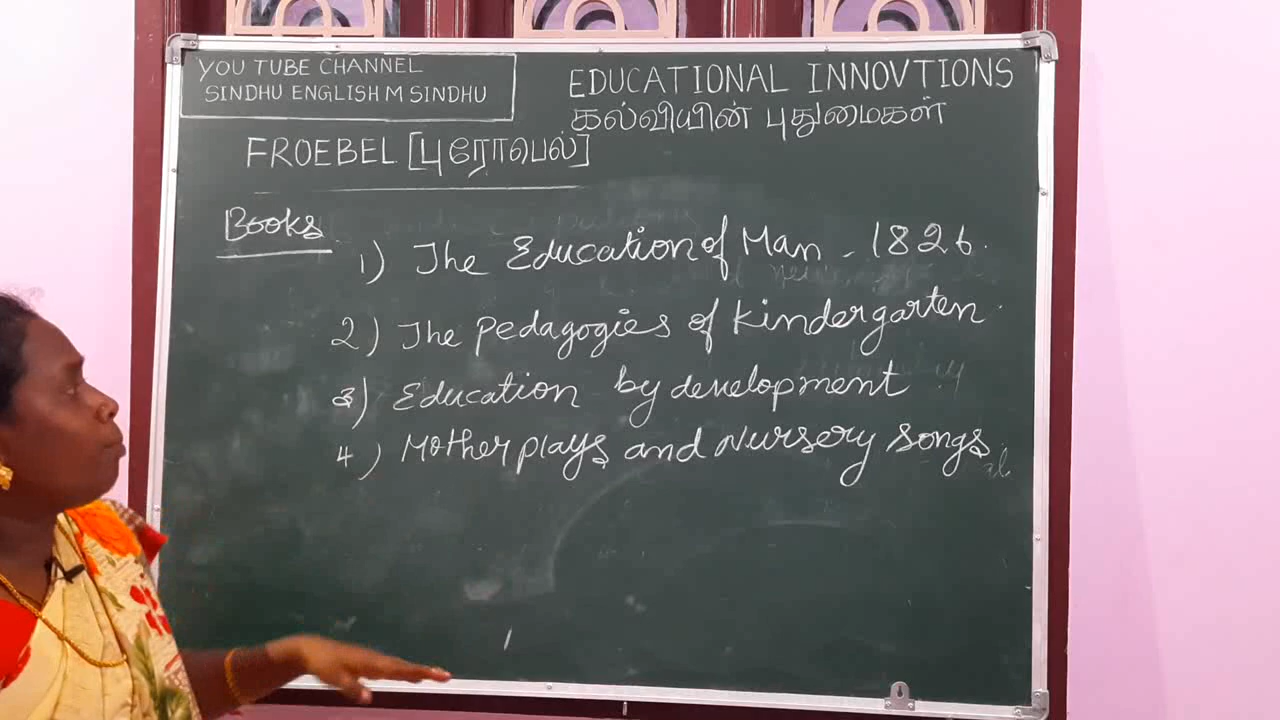 YOU TUBE CHANNEL
SINDHU ENGLISH M SINDHU
EDUCATIONAL INNOVTIONS
கல்வியின் புதுமைகள்
FROEBEL [புரோபெல்]
Books
1) The Education of Man - 1826.
2) The Pedagogies of Kindergarten.
3) Education by development
4) Mother plays and Nursery Songs.